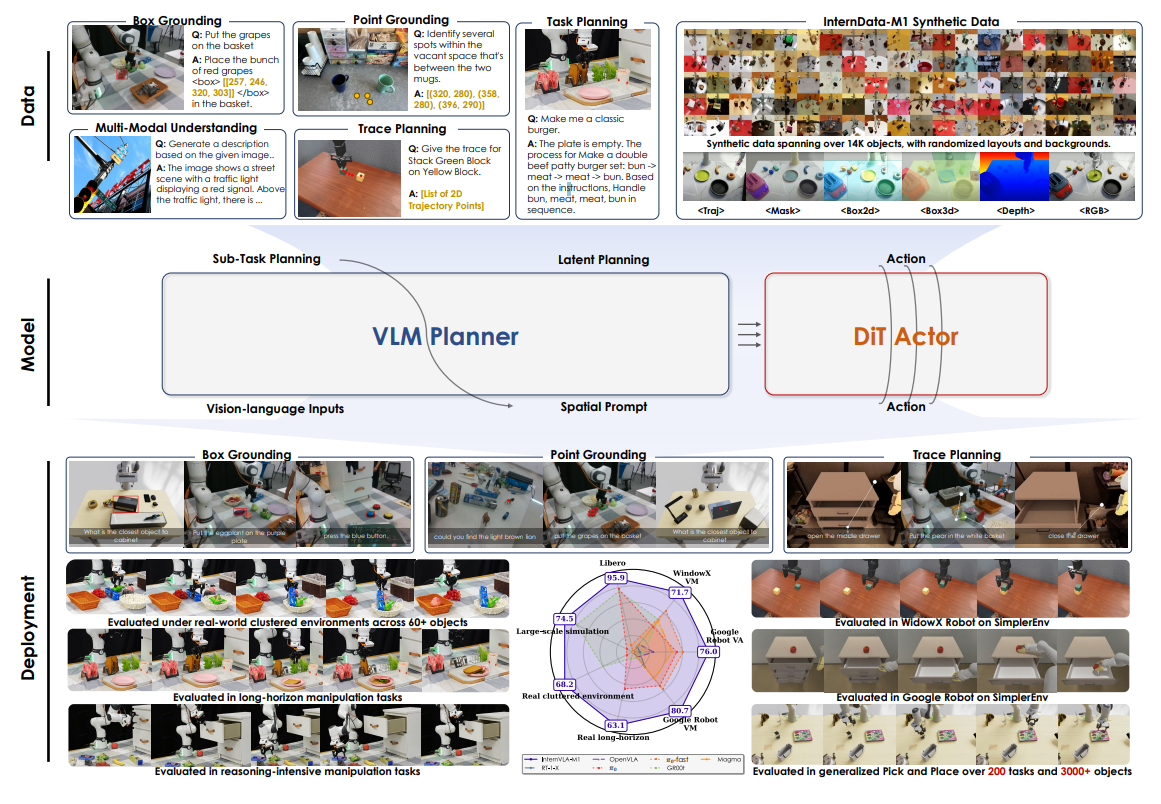 Data
Box Grounding
Q: Put the grapes
on the basket
A: Place the bunch
of red grapes
<box> [[257, 246,
320, 303]] </box>
in the basket.
Point Grounding
Q: Identify several
spots within the
vacant space that's
between the two
mugs.
A: [(320, 280), (358,
280), (396, 290)]
Task Planning
Q: Make me a classic
burger.
A: The plate is empty. The
process for Make a double
beef patty burger set: bun ->
meat -> meat -> bun. Based
on the instructions, Handle
bun, meat, meat, bun in
sequence.
Multi-Modal Understanding
Q: Generate a description
based on the given image..
A: The image shows a street
scene with a traffic light
displaying a red signal. Above
the traffic light, there is ...
Trace Planning
Q: Give the trace for
Stack Green Block
on Yellow Block.
A: [List of 2D
Trajectory Points]
InternData-M1 Synthetic Data
Synthetic data spanning over 14K objects, with randomized layouts and backgrounds.
<Traj> <Mask> <Box2d> <Box3d> <Depth> <RGB>
Model
Sub-Task Planning
Latent Planning
Action
VLM Planner
DiT Actor
Vision-language Inputs
Spatial Prompt
Action
Deployment
Box Grounding
What is the closest object to
cabinet
Put the eggplant on the purple
plate
press the blue button.
Point Grounding
could you find the light brown lion
put the grapes on the basket
What is the closest object to
cabinet
Trace Planning
open the middle drawer
Put the pear in the white basket
close the drawer
Evaluated under real-world clustered environments across 60+ objects
Evaluated in long-horizon manipulation tasks
Evaluated in reasoning-intensive manipulation tasks
Libero
95.9
WindowX
VM
71.7
Google
Robot VA
76.0
80.7
Google Robot
VM
63.1
Real long-horizon
68.2
Real cluttered environment
74.5
Large-scale simulation
InternVLA-M1
OpenVLA
π₀-fast
Magma
RT-1-X
π₀
GR00t
Evaluated in WidowX Robot on SimplerEnv
Evaluated in Google Robot on SimplerEnv
Evaluated in generalized Pick and Place over 200 tasks and 3000+ objects